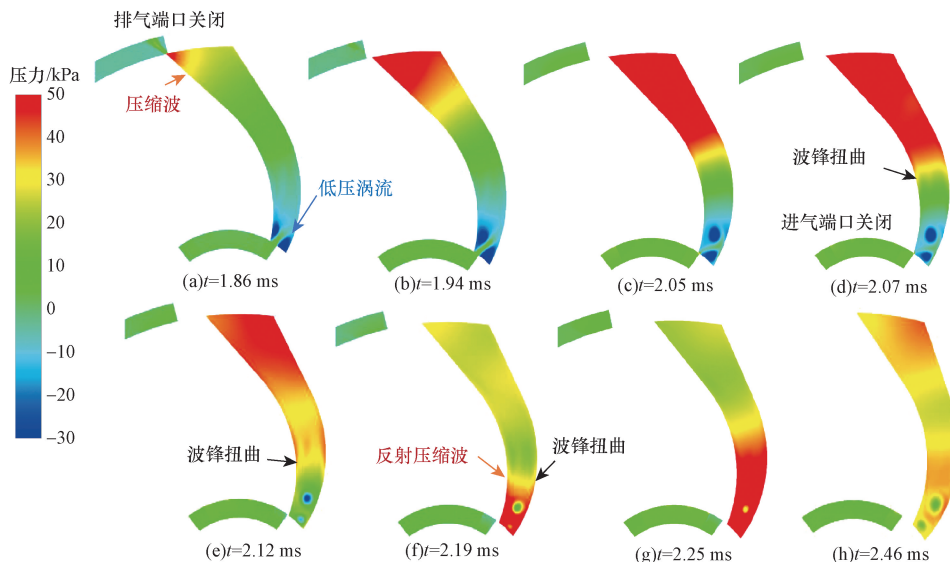 排气端口关闭
压力/kPa
50
40
30
20
10
0
−10
−20
−30
压缩波
低压涡流
波锋扭曲
进气端口关闭
(a)t=1.86 ms
(b)t=1.94 ms
(c)t=2.05 ms
(d)t=2.07 ms
波锋扭曲
反射压缩波
波锋扭曲
(e)t=2.12 ms
(f)t=2.19 ms
(g)t=2.25 ms
(h)t=2.46 ms